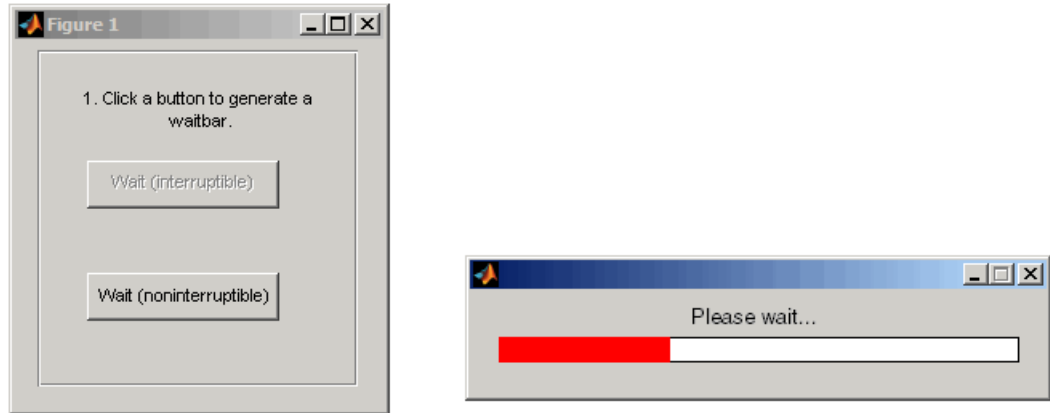 Figure 1
1. Click a button to generate a
waitbar.
Wait (interruptible)
Wait (noninterruptible)
Please wait...